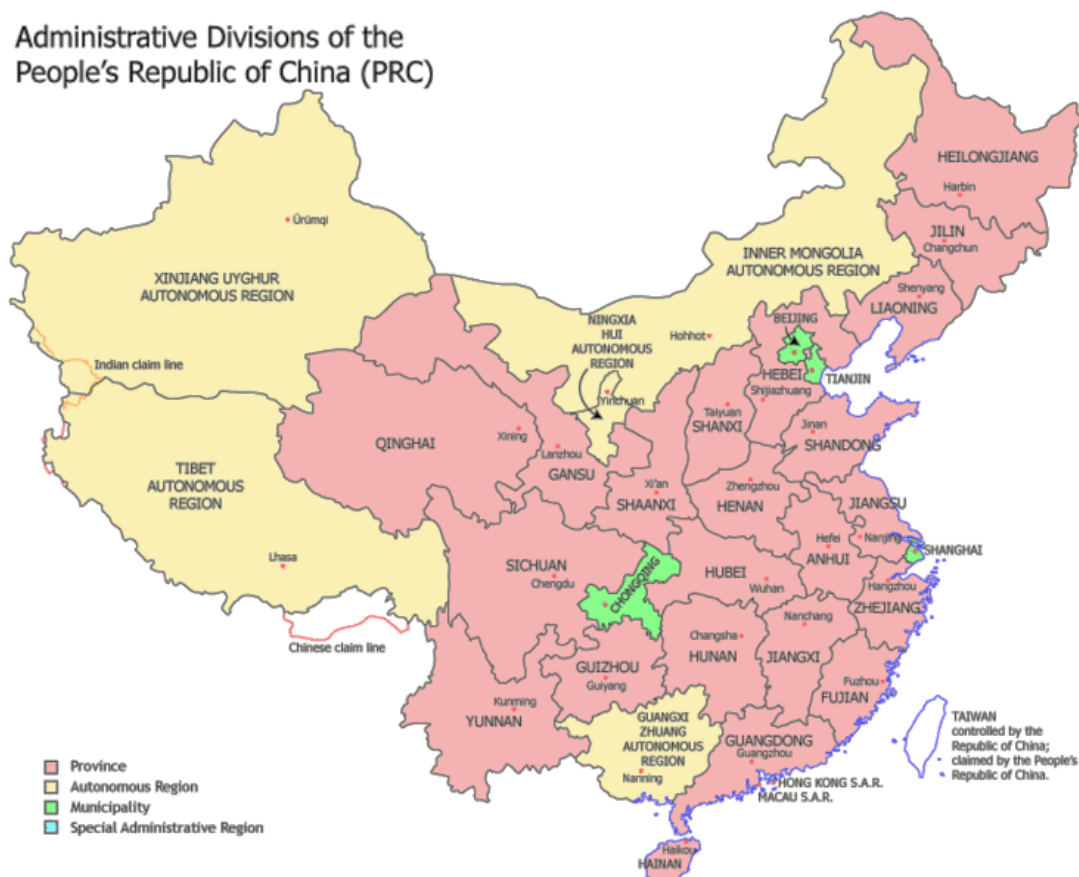 Administrative Divisions of the
People's Republic of China (PRC)
HEILONGJIANG
Harbin
JILIN
Changchun
Ürümqi
XINJIANG UYGHUR
AUTONOMOUS REGION
INNER MONGOLIA
AUTONOMOUS REGION
Shenyang
LIAONING
NINGXIA
HUI
AUTONOMOUS
REGION
BEIJING
Hohhot
Indian claim line
HEBEI
TIANJIN
Yinchuan
Shijiazhuang
Taiyuan
SHANXI
Jinan
SHANDONG
QINGHAI
Xining
Lanzhou
GANSU
TIBET
AUTONOMOUS
REGION
Xi'an
SHAANXI
Zhengzhou
HENAN
JIANGSU
Hefei
ANHUI
Nanjing
SHANGHAI
Lhasa
SICHUAN
Chengdu
CHONGQING
HUBEI
Wuhan
Hangzhou
ZHEJIANG
Nanchang
JIANGXI
Changsha
HUNAN
Chinese claim line
GUIZHOU
Guiyang
Fuzhou
FUJIAN
Kunming
YUNNAN
GUANGXI
ZHUANG
AUTONOMOUS
REGION
Nanning
GUANGDONG
Guangzhou
TAIWAN
controlled by the
Republic of China;
claimed by the People's
Republic of China.
HONG KONG S.A.R.
MACAU S.A.R.
Haikou
HAINAN
Province
Autonomous Region
Municipality
Special Administrative Region